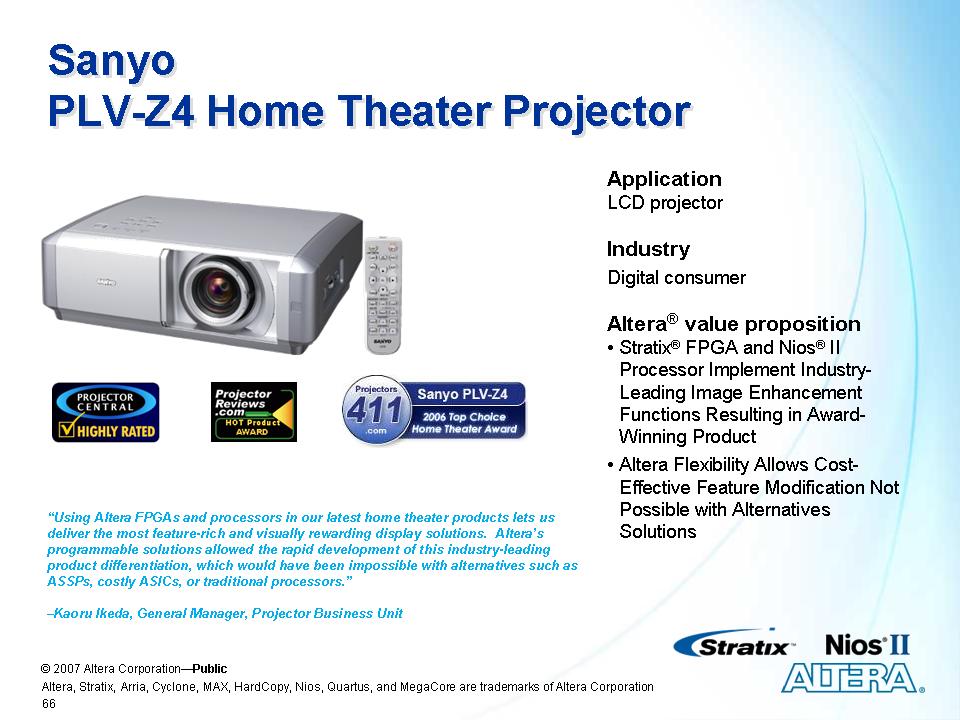 Sanyo
PLV-Z4 Home Theater Projector
SANYO
SANYO
Application
LCD projector
Industry
Digital consumer
Altera® value proposition
• Stratix® FPGA and Nios® II
Processor Implement Industry-
Leading Image Enhancement
Functions Resulting in Award-
Winning Product
• Altera Flexibility Allows Cost-
Effective Feature Modification Not
Possible with Alternatives
Solutions
PROJECTOR
CENTRAL
HIGHLY RATED
Projector
Reviews
.com
HOT Product
AWARD
Projectors
411
.com
Sanyo PLV-Z4
2006 Top Choice
Home Theater Award
“Using Altera FPGAs and processors in our latest home theater products lets us
deliver the most feature-rich and visually rewarding display solutions. Altera’s
programmable solutions allowed the rapid development of this industry-leading
product differentiation, which would have been impossible with alternatives such as
ASSPs, costly ASICs, or traditional processors.”
–Kaoru Ikeda, General Manager, Projector Business Unit
Stratix™
Nios® II
ALTERA®
© 2007 Altera Corporation—Public
Altera, Stratix, Arria, Cyclone, MAX, HardCopy, Nios, Quartus, and MegaCore are trademarks of Altera Corporation
66